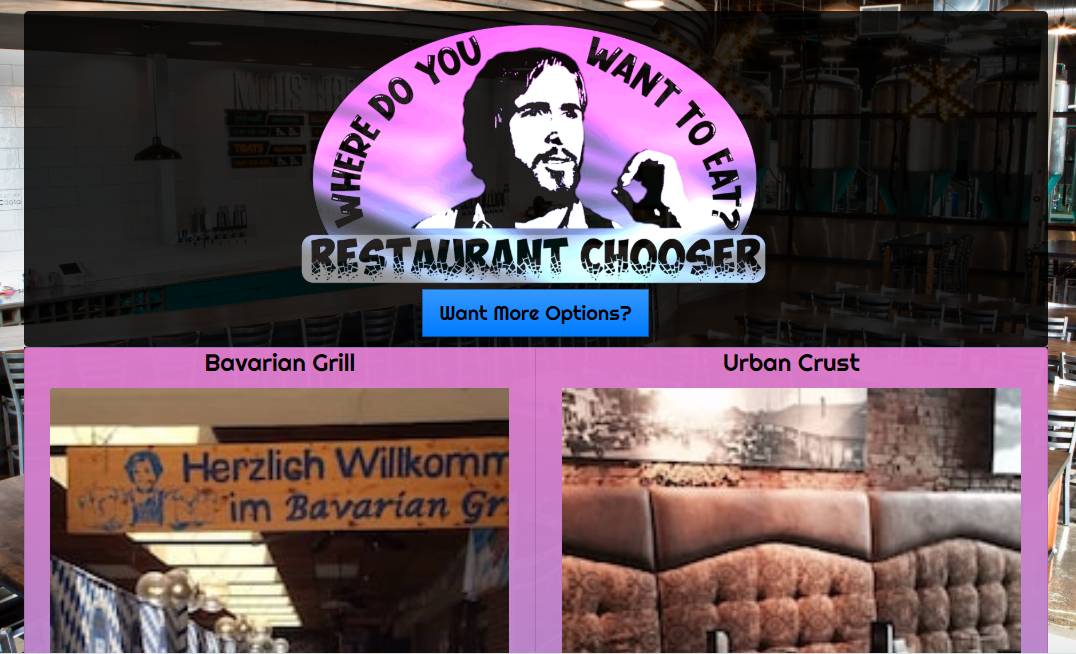 WHERE DO YOU WANT TO EAT?
RESTAURANT CHOOSER
Want More Options?
Bavarian Grill
Urban Crust
Herzlich Willkomm
im Bavarian Gr